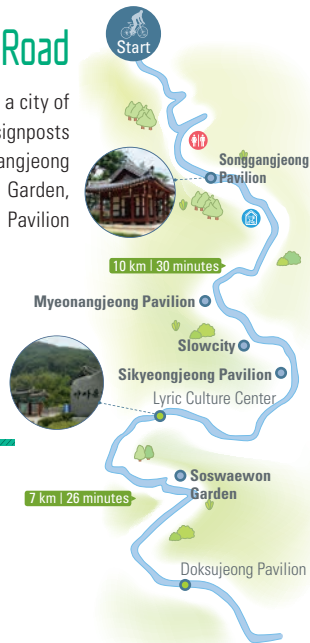 Road
Start
a city of
signposts
angjeong
Garden,
Pavilion
Songgangjeong
Pavilion
10 km | 30 minutes
Myeonangjeong Pavilion
Slowcity
Sikyeongjeong Pavilion
Lyric Culture Center
Soswaewon
Garden
7 km | 26 minutes
Doksujeong Pavilion